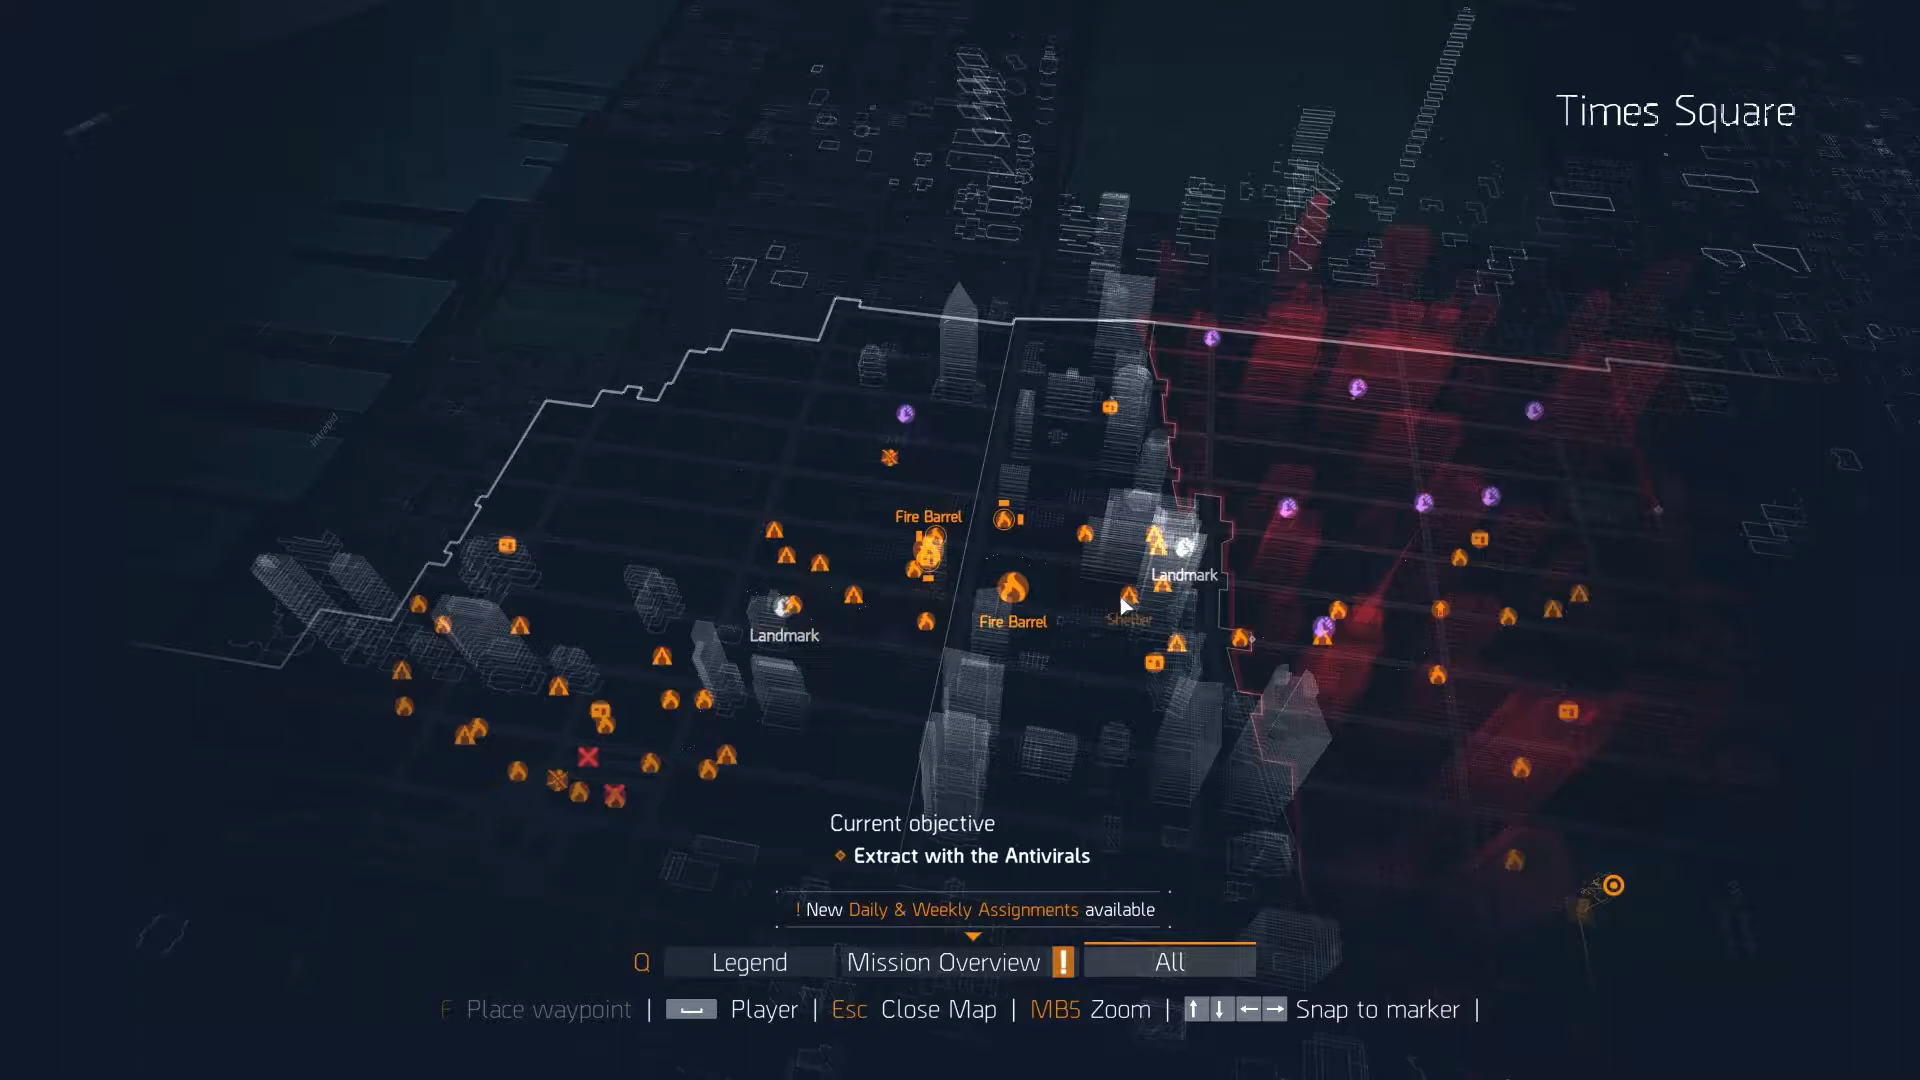 Times Square
Intrepid
Fire Barrel
Landmark
Shelter
Fire Barrel
Landmark
Current objective
Extract with the Antivirals
! New Daily & Weekly Assignments available
Q Legend Mission Overview ! All
F Place waypoint | Player | Esc Close Map | MB5 Zoom | ↑ ↓ ← → Snap to marker |